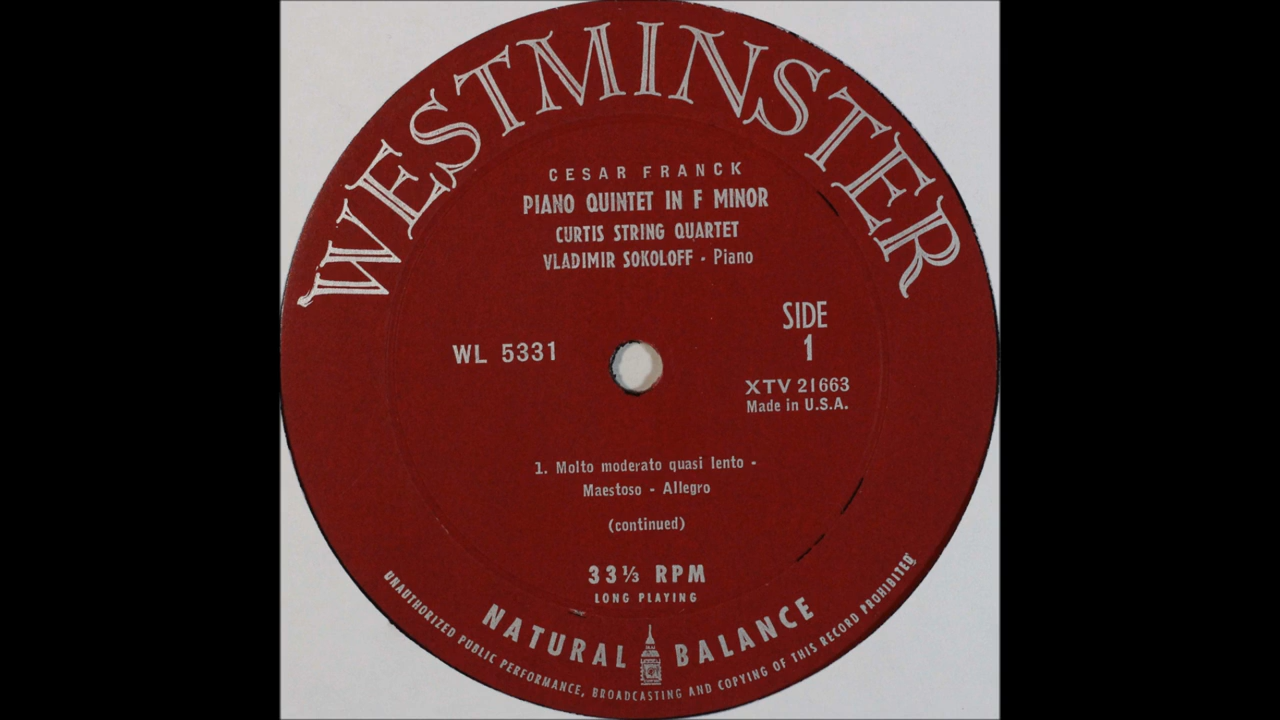 WESTMINSTER
CESAR FRANCK
PIANO QUINTET IN F MINOR
CURTIS STRING QUARTET
VLADIMIR SOKOLOFF - Piano
WL 5331
SIDE
1
XTV 21663
Made in U.S.A.
1. Molto moderato quasi lento -
Maestoso - Allegro
(continued)
33⅓ RPM
LONG PLAYING
NATURAL BALANCE
UNAUTHORIZED PUBLIC PERFORMANCE, BROADCASTING AND COPYING OF THIS RECORD PROHIBITED